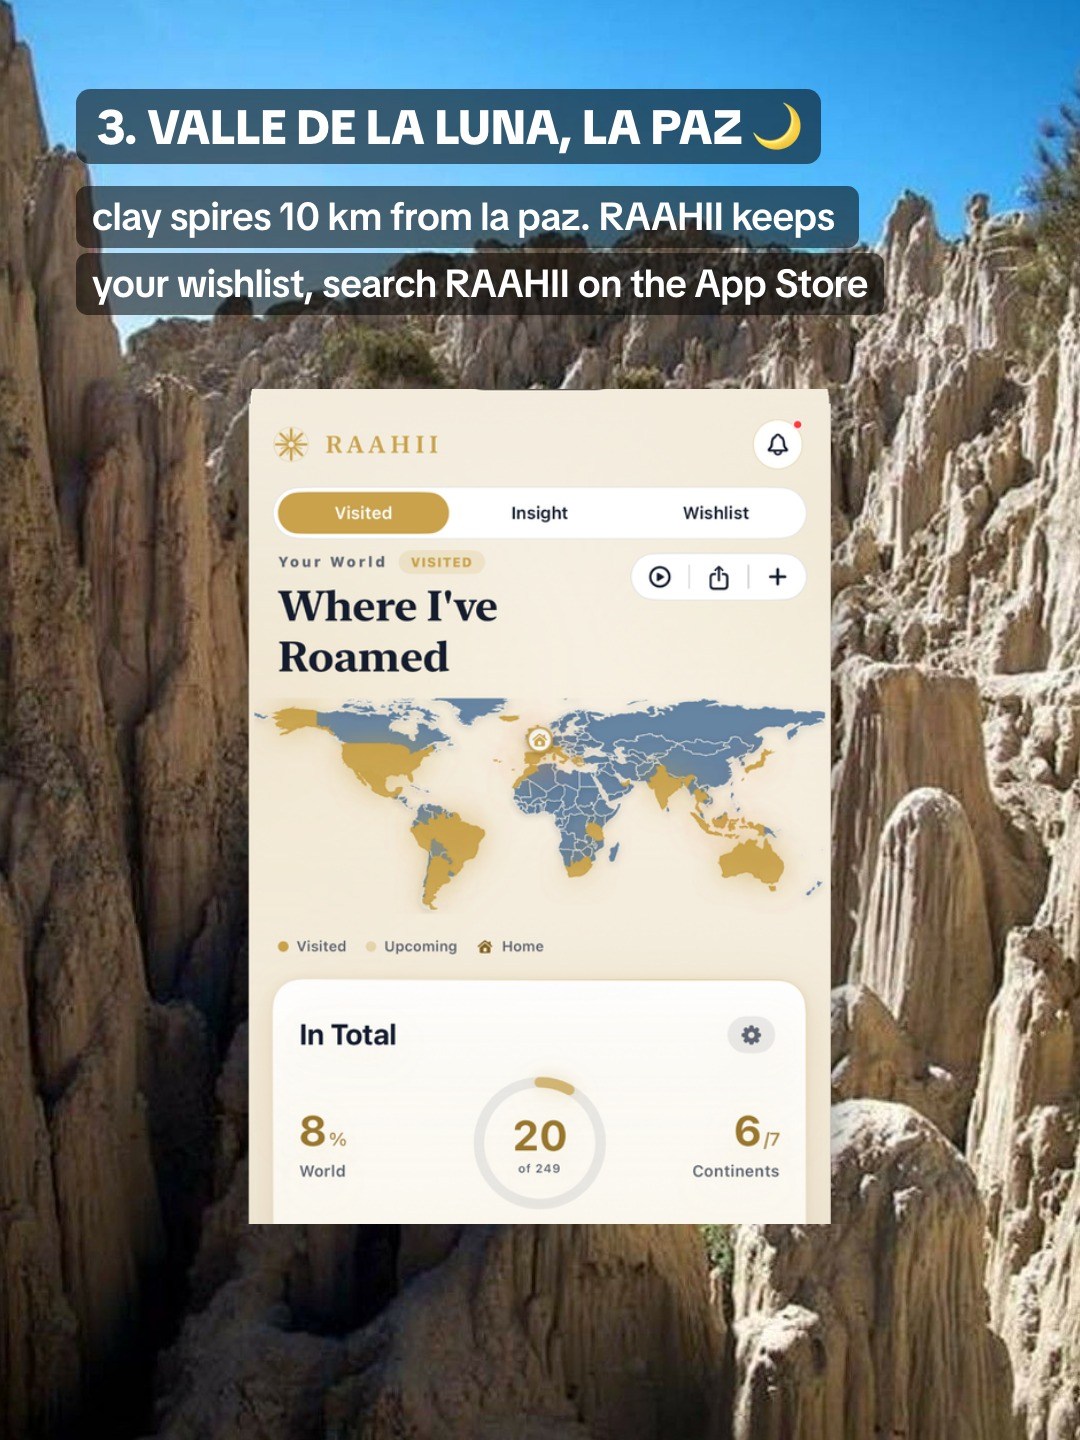 3. VALLE DE LA LUNA, LA PAZ 🌙
clay spires 10 km from la paz. RAAHII keeps
your wishlist, search RAAHII on the App Store
RAAHII
Visited
Insight
Wishlist
Your World
VISITED
Where I've
Roamed
Visited
Upcoming
Home
In Total
8%
World
20
of 249
6/7
Continents